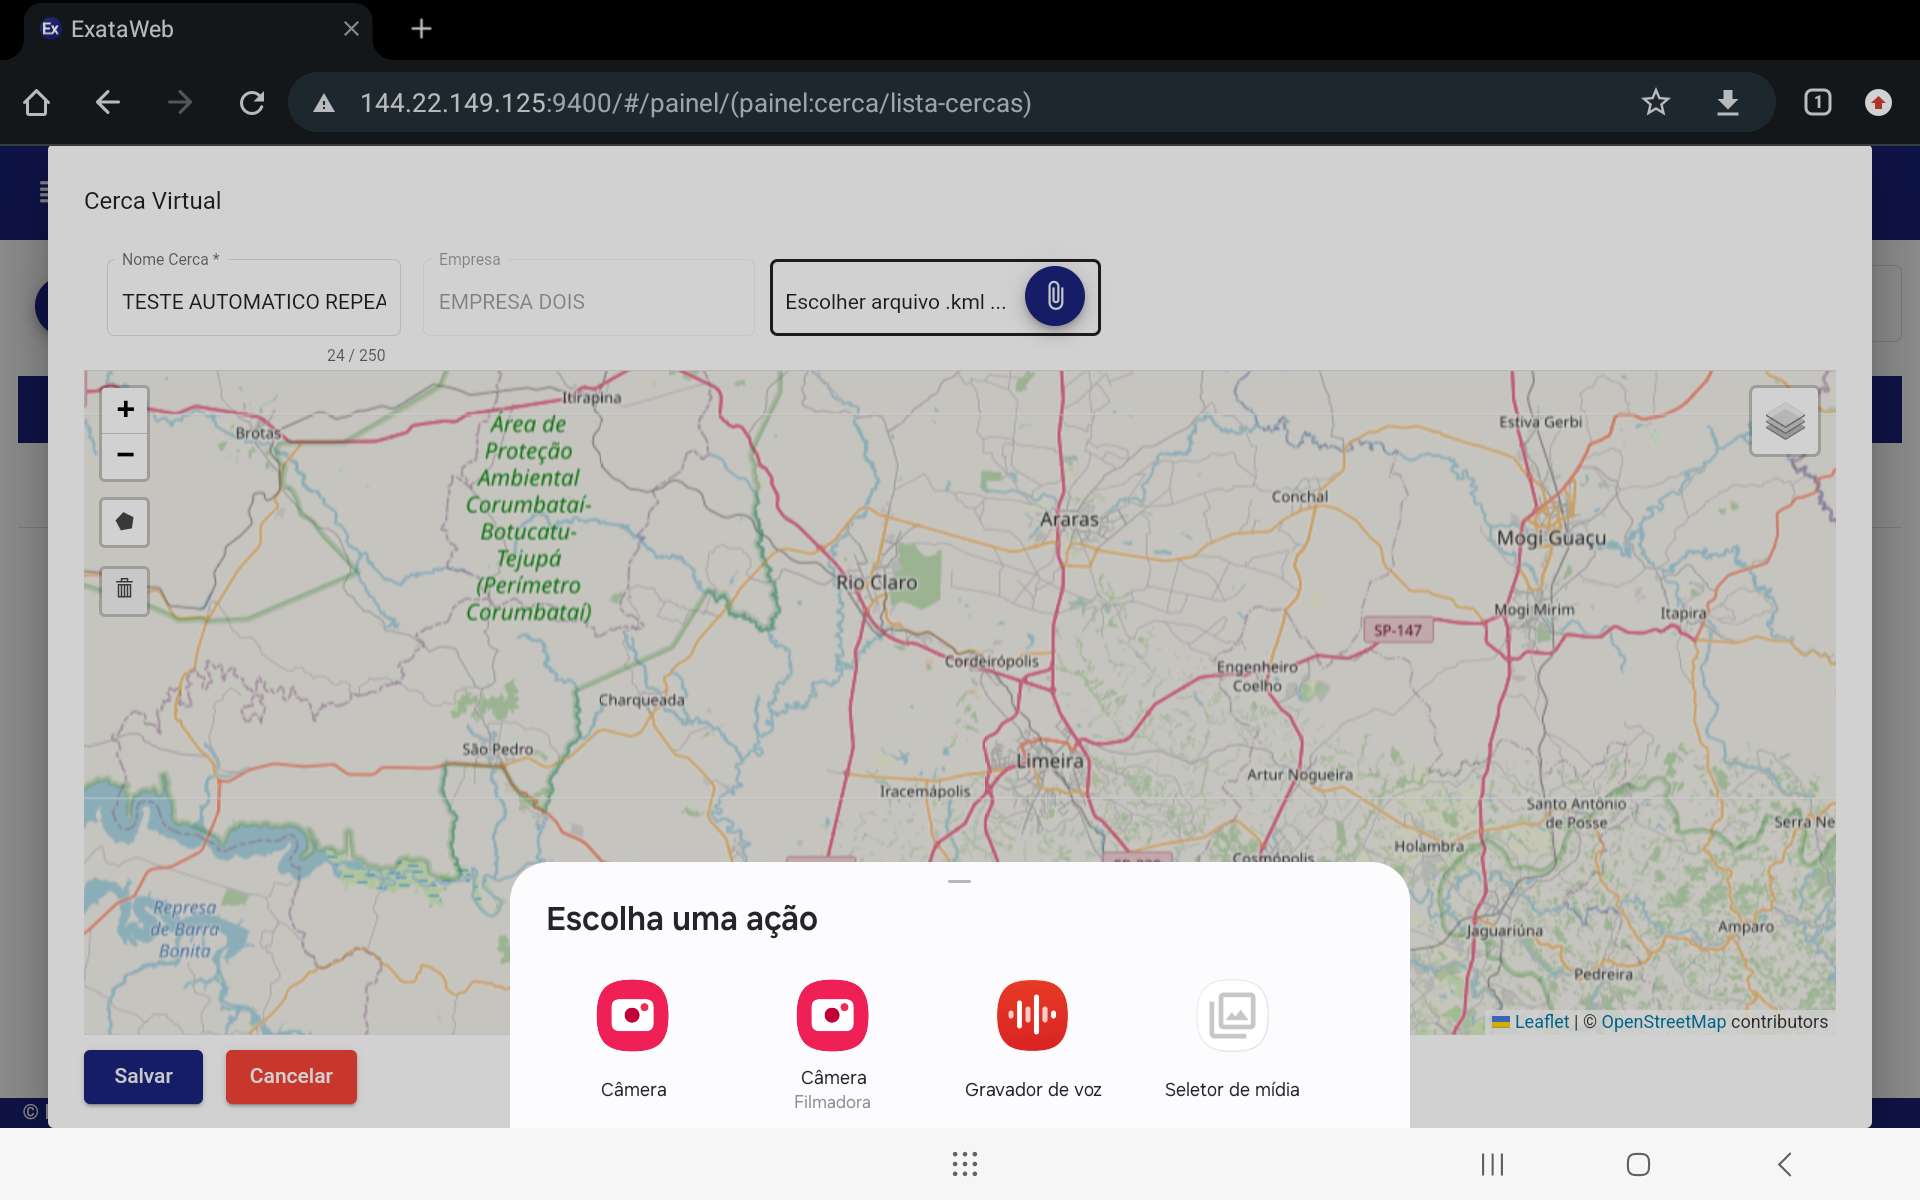 Ex ExataWeb
144.22.149.125:9400/#/painel/(painel:cerca/lista-cercas)
1
Cerca Virtual
Nome Cerca *
TESTE AUTOMATICO REPEA
24 / 250
Empresa
EMPRESA DOIS
Escolher arquivo .kml ...
+
−
Itirapina
Brotas
Área de
Proteção
Ambiental
Corumbataí-
Botucatu-
Tejupá
(Perímetro
Corumbataí)
Estiva Gerbi
Conchal
Araras
Mogi Guaçu
Rio Claro
Mogi Mirim
Itapira
SP-147
Cordeirópolis
Engenheiro
Coelho
Charqueada
São Pedro
Limeira
Artur Nogueira
Iracemápolis
Santo Antônio
de Posse
Serra Ne
Holambra
Cosmópolis
Represa
de Barra
Bonita
Jaguariúna
Amparo
Pedreira
Leaflet | © OpenStreetMap contributors
Salvar
Cancelar
Escolha uma ação
Câmera
Câmera
Filmadora
Gravador de voz
Seletor de mídia
©